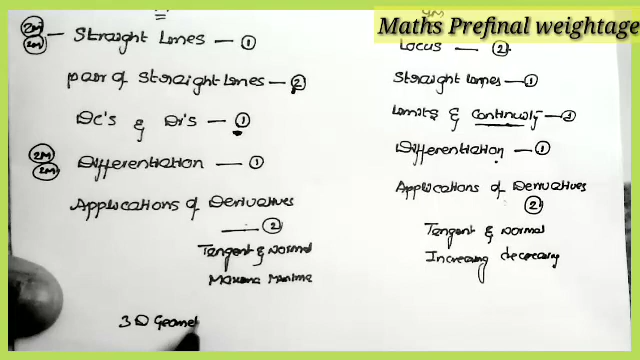 Maths Prefinal weightage
2M
2M — Straight Lines — 1
pair of Straight Lines — 2
Dc's & Dr's — 1
2M
2M Differentiation — 1
Applications of Derivatives
— 2
Tangent & Normal
Maxima Minima
3D Geomet
4M
Locus — 2
Straight Lines — 1
Limits & Continuity — 1
Differentiation — 1
Applications of Derivatives
2
Tangent & Normal
Increasing decreasing